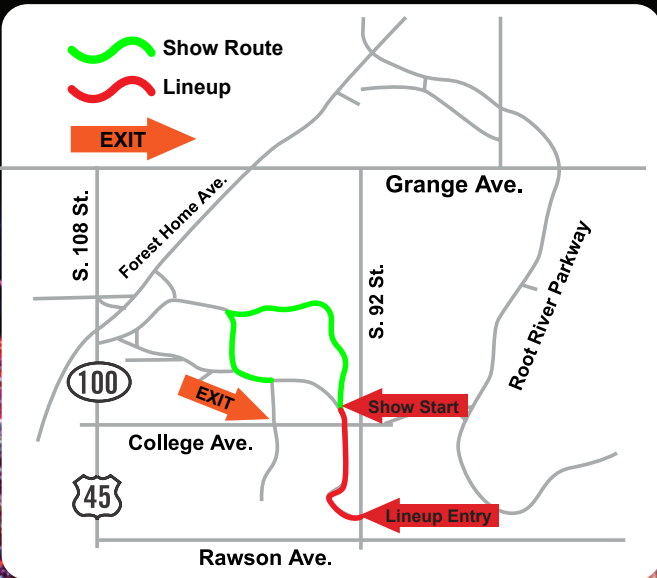 Show Route
Lineup
EXIT
Grange Ave.
S. 108 St.
Forest Home Ave.
S. 92 St.
Root River Parkway
100
EXIT
Show Start
College Ave.
45
Lineup Entry
Rawson Ave.